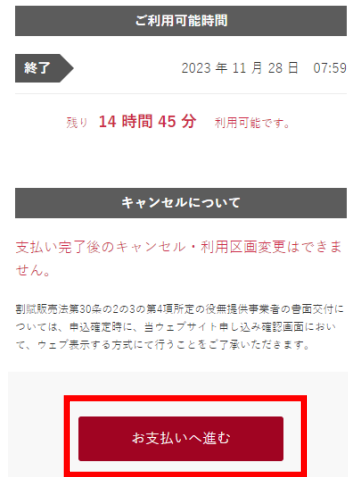 ご利用可能時間
終了 2023 年 11 月 28 日 07:59
残り 14 時間 45 分 利用可能です。
キャンセルについて
支払い完了後のキャンセル・利用区画変更はできま
せん。
割賦販売法第30条の2の3の第4項所定の役務提供事業者の書面交付に
ついては、申込確定時に、当ウェブサイト申し込み確認画面におい
て、ウェブ表示する方式にて行うことをご了承いただきます。
お支払いへ進む